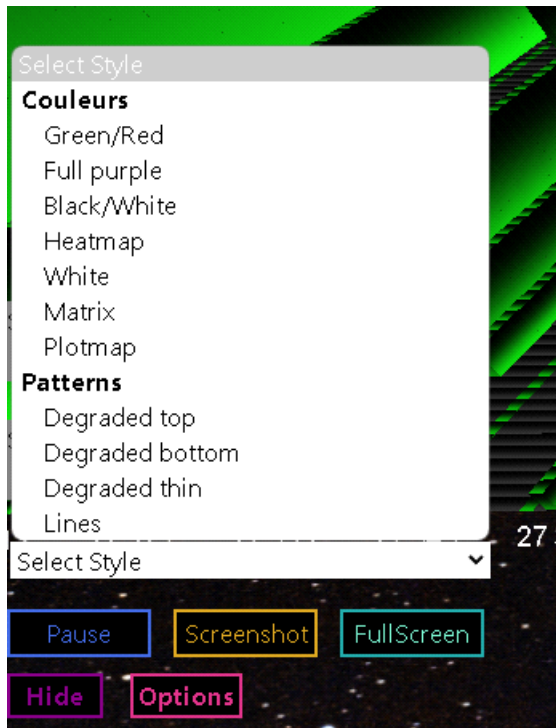 Select Style
Couleurs
Green/Red
Full purple
Black/White
Heatmap
White
Matrix
Plotmap
Patterns
Degraded top
Degraded bottom
Degraded thin
Lines
27
Select Style
Pause Screenshot FullScreen
Hide Options